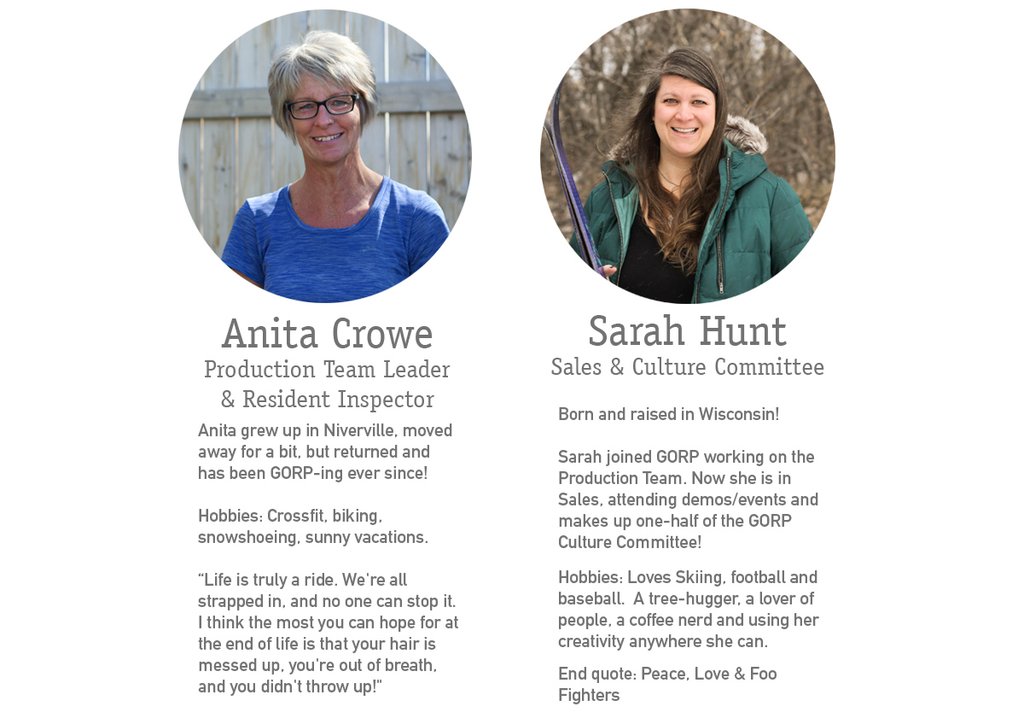 Anita Crowe
Production Team Leader
& Resident Inspector
Anita grew up in Niverville, moved
away for a bit, but returned and
has been GORP-ing ever since!
Hobbies: Crossfit, biking,
snowshoeing, sunny vacations.
“Life is truly a ride. We're all
strapped in, and no one can stop it.
I think the most you can hope for at
the end of life is that your hair is
messed up, you're out of breath,
and you didn't throw up!"
Sarah Hunt
Sales & Culture Committee
Born and raised in Wisconsin!
Sarah joined GORP working on the
Production Team. Now she is in
Sales, attending demos/events and
makes up one-half of the GORP
Culture Committee!
Hobbies: Loves Skiing, football and
baseball.  A tree-hugger, a lover of
people, a coffee nerd and using her
creativity anywhere she can.
End quote: Peace, Love & Foo
Fighters